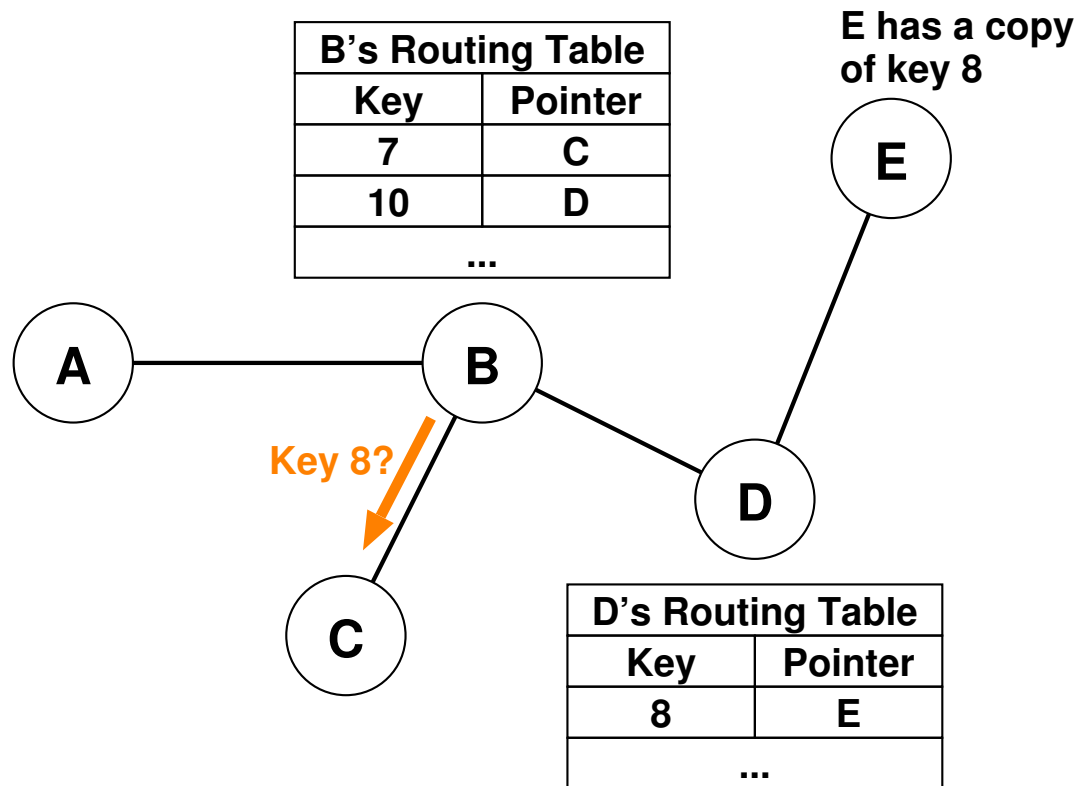 E has a copy
of key 8
B's Routing Table
Key Pointer
7 C
10 D
...
E
A
B
Key 8?
D
C
D's Routing Table
Key Pointer
8 E
...